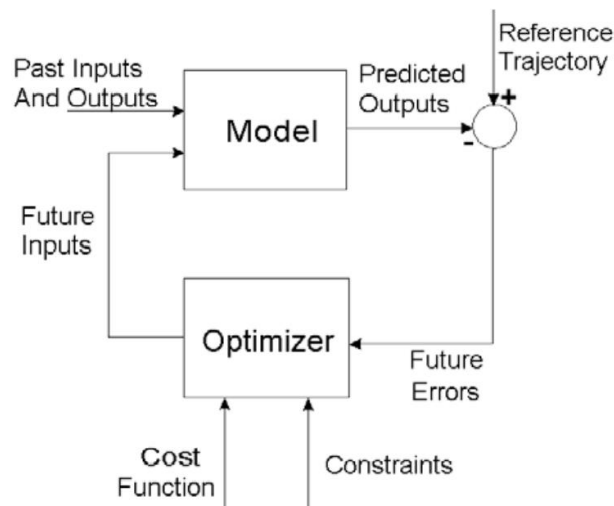 Reference
Trajectory
Past Inputs
And Outputs
Predicted
Outputs
+
-
Model
Future
Inputs
Optimizer
Future
Errors
Cost
Function
Constraints